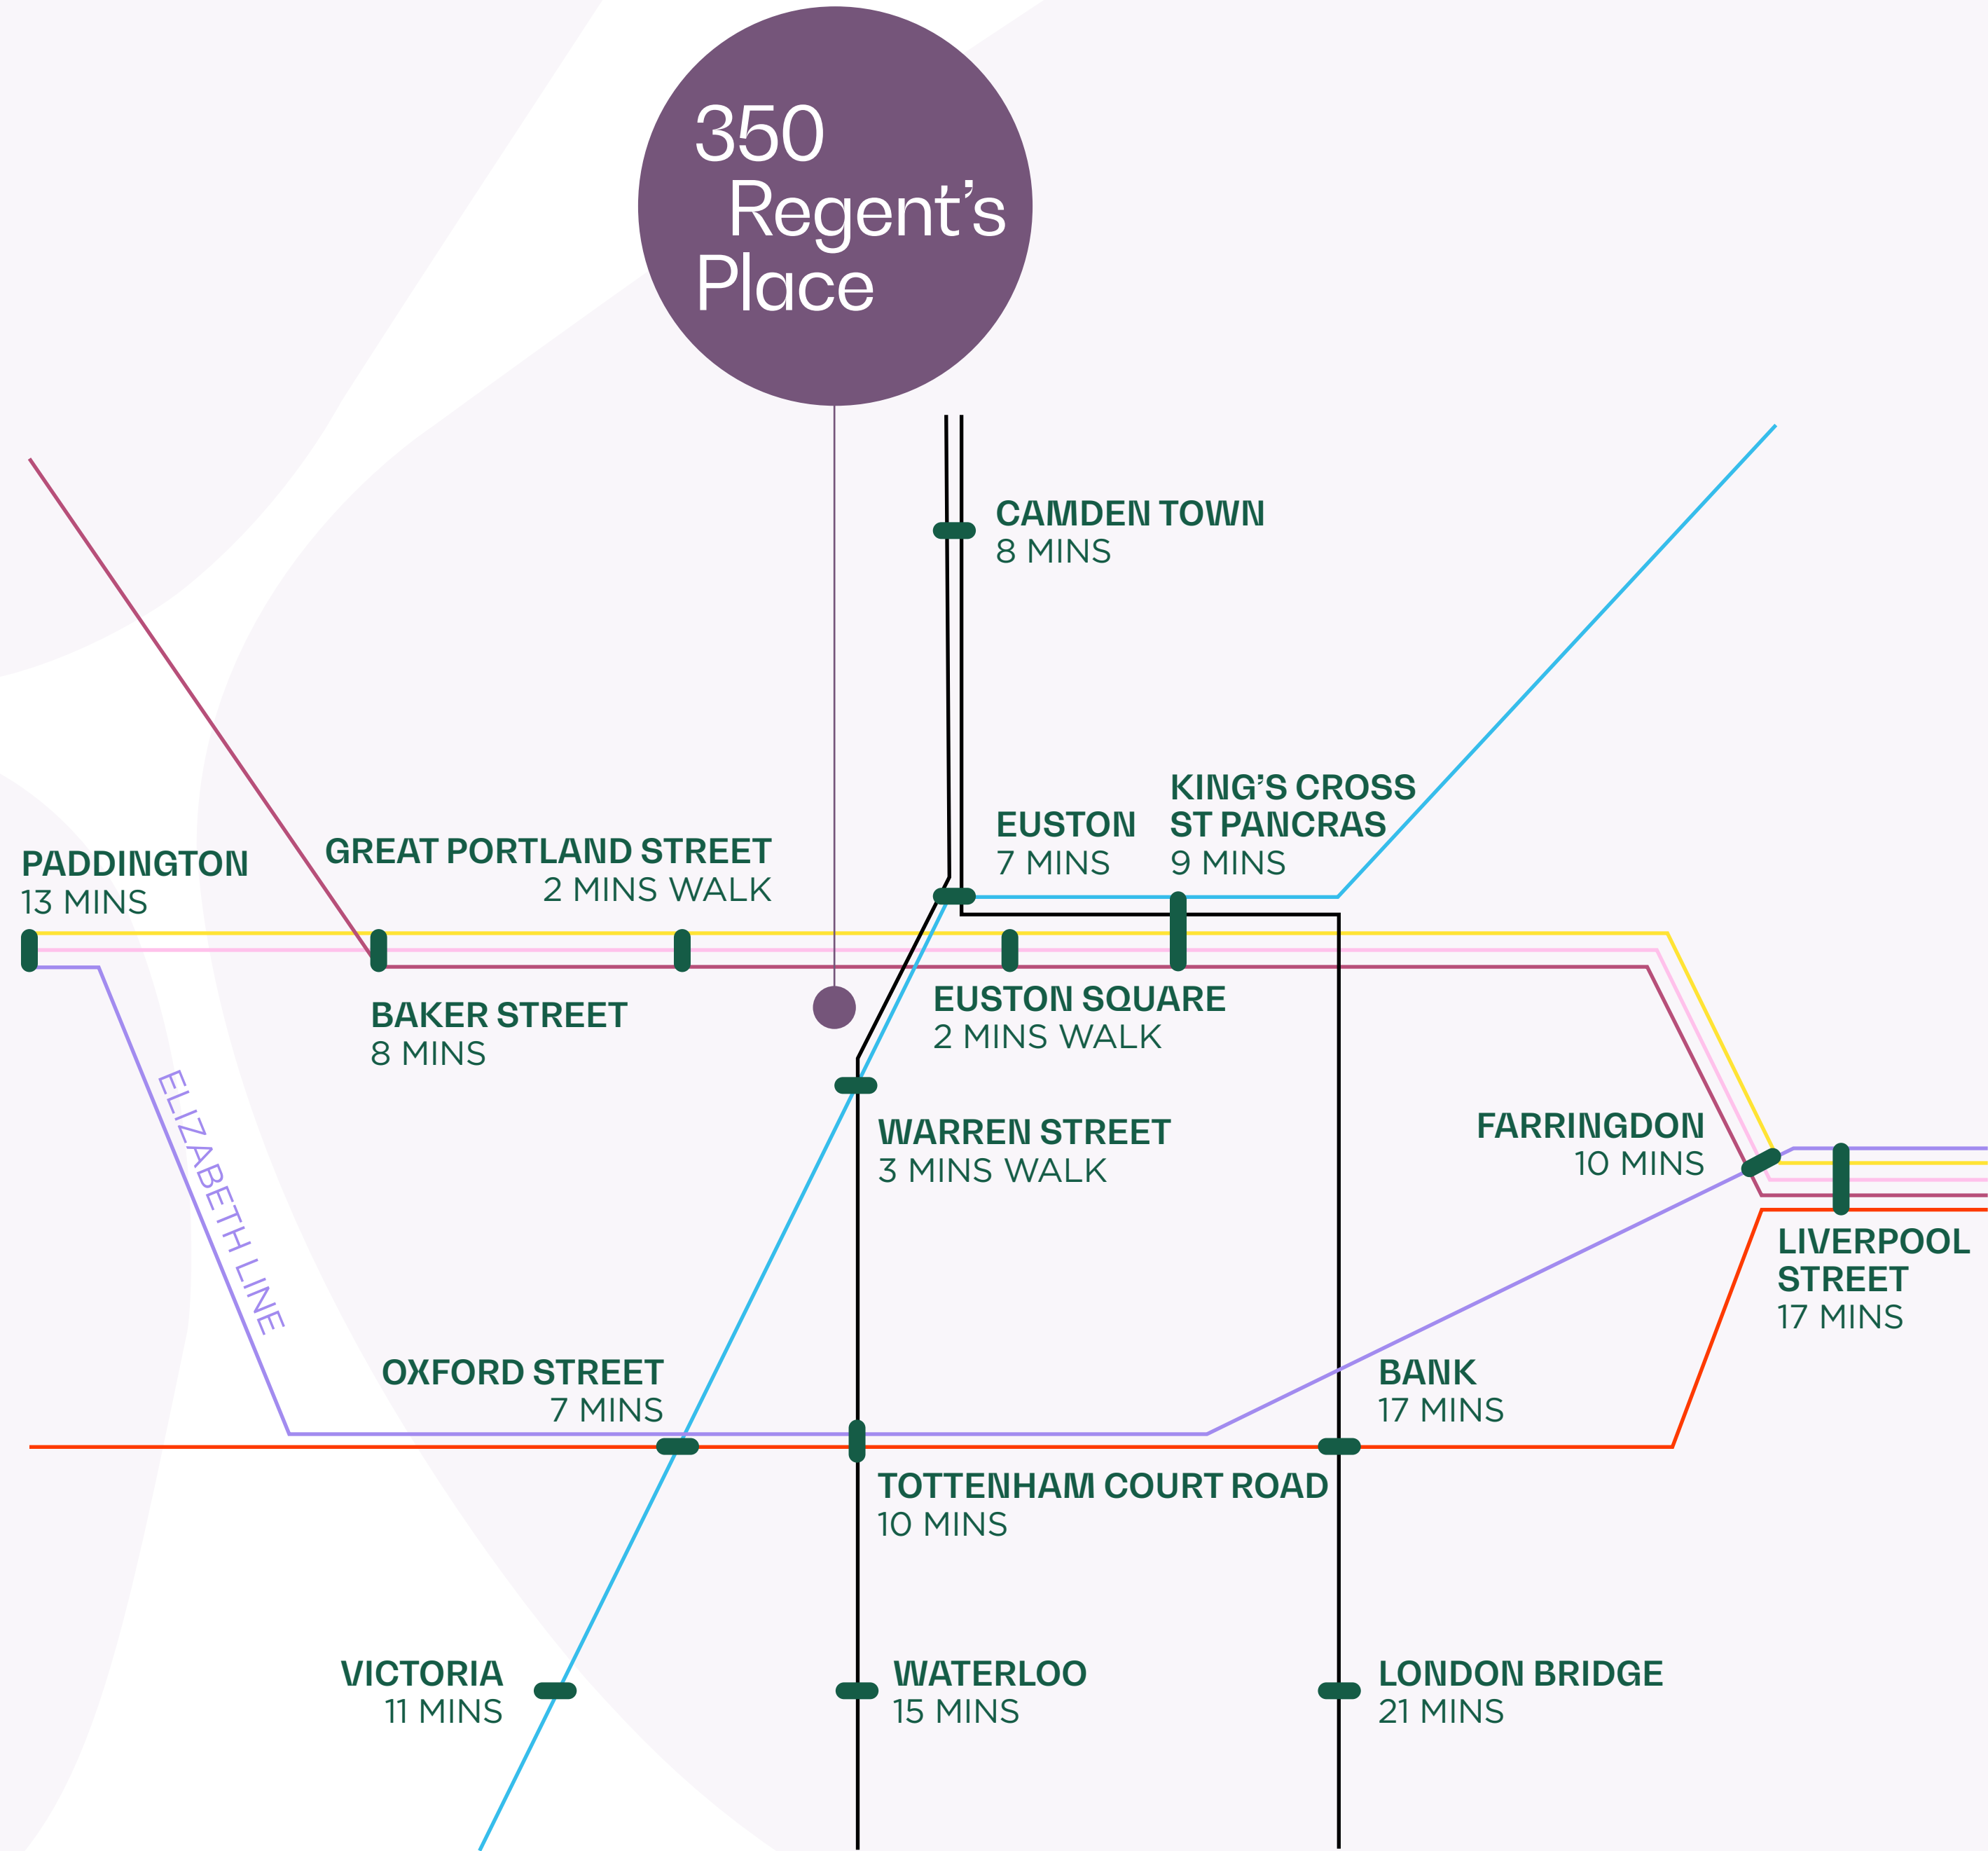 350
Regent’s
Place
CAMDEN TOWN
8 MINS
KING’S CROSS
ST PANCRAS
9 MINS
EUSTON
7 MINS
GREAT PORTLAND STREET
2 MINS WALK
PADDINGTON
13 MINS
BAKER STREET
8 MINS
EUSTON SQUARE
2 MINS WALK
WARREN STREET
3 MINS WALK
FARRINGDON
10 MINS
ELIZABETH LINE
LIVERPOOL
STREET
17 MINS
OXFORD STREET
7 MINS
BANK
17 MINS
TOTTENHAM COURT ROAD
10 MINS
VICTORIA
11 MINS
WATERLOO
15 MINS
LONDON BRIDGE
21 MINS